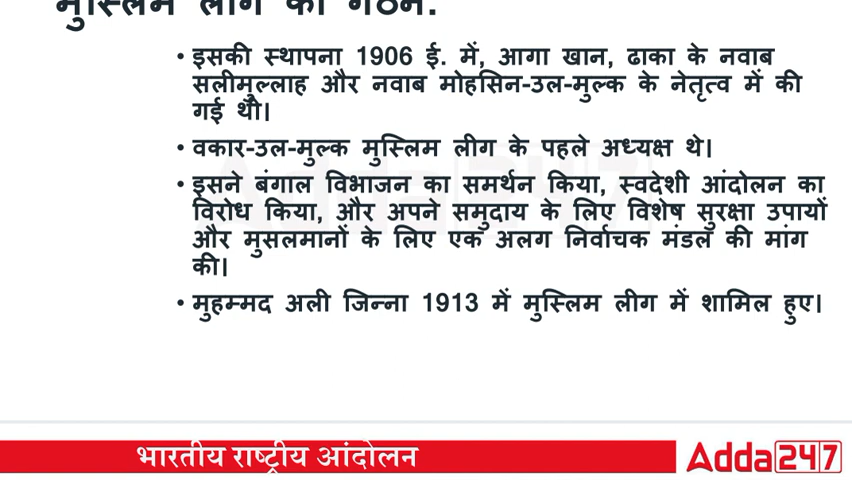 मुस्लिम लीग का गठन:
• इसकी स्थापना 1906 ई. में, आगा खान, ढाका के नवाब
सलीमुल्लाह और नवाब मोहसिन-उल-मुल्क के नेतृत्व में की
गई थी।
• वकार-उल-मुल्क मुस्लिम लीग के पहले अध्यक्ष थे।
• इसने बंगाल विभाजन का समर्थन किया, स्वदेशी आंदोलन का
विरोध किया, और अपने समुदाय के लिए विशेष सुरक्षा उपायों
और मुसलमानों के लिए एक अलग निर्वाचक मंडल की मांग
की।
• मुहम्मद अली जिन्ना 1913 में मुस्लिम लीग में शामिल हुए।
भारतीय राष्ट्रीय आंदोलन
Adda247